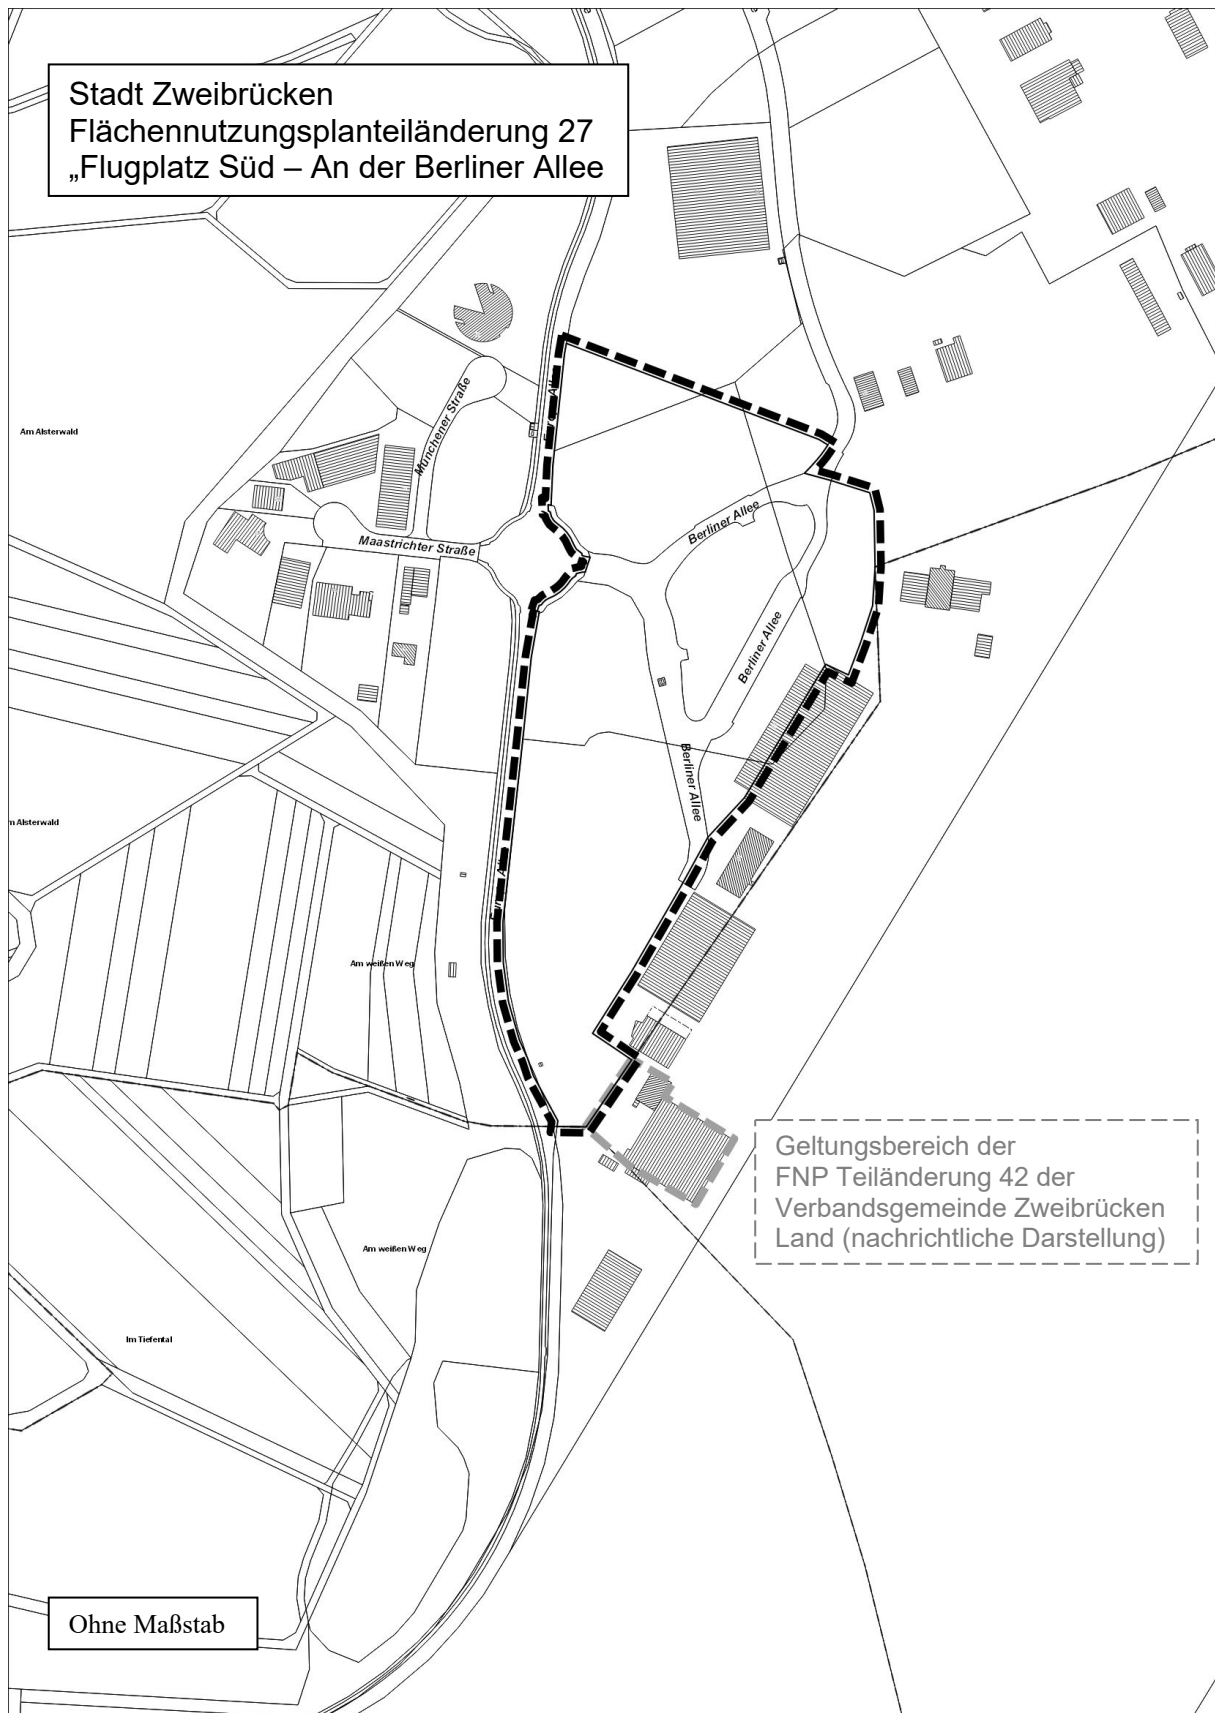 Stadt Zweibrücken
Flächennutzungsplanteiländerung 27
„Flugplatz Süd – An der Berliner Allee
Am Alsterwald
Münchener Straße
Maastrichter Straße
Berliner Allee
Berliner Allee
Berliner Allee
m Alsterwald
Am weißen Weg
Geltungsbereich der
FNP Teiländerung 42 der
Verbandsgemeinde Zweibrücken
Land (nachrichtliche Darstellung)
Am weißen Weg
Im Tiefental
Ohne Maßstab